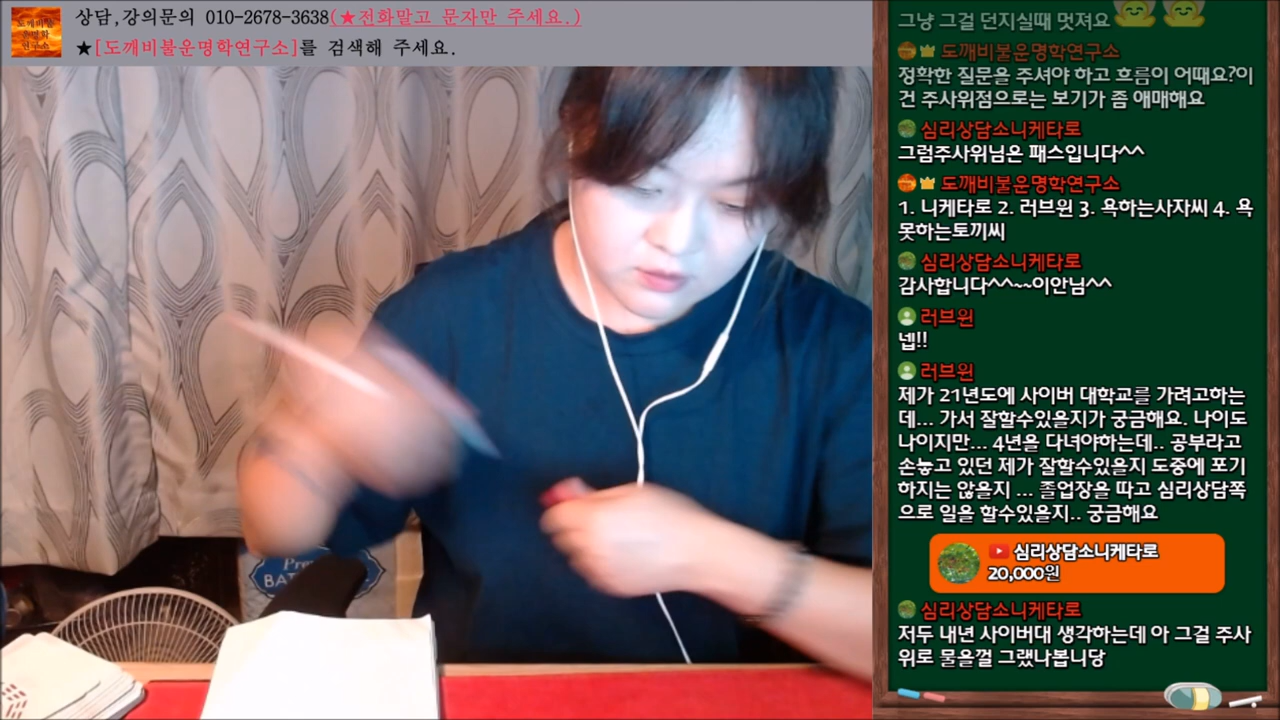 도깨비불
운명학
연구소
상담,강의문의 010-2678-3638(★전화말고 문자만 주세요.)
★[도깨비불운명학연구소]를 검색해 주세요.
그냥 그걸 던지실때 멋져요
도깨비불운명학연구소
정확한 질문을 주셔야 하고 흐름이 어때요?이
건 주사위점으로는 보기가 좀 애매해요
심리상담소니케타로
그럼주사위님은 패스입니다^^
도깨비불운명학연구소
1. 니케타로 2. 러브윈 3. 욕하는사자씨 4. 욕
못하는토끼씨
심리상담소니케타로
감사합니다^^~~이안님^^
러브윈
넵!!
러브윈
제가 21년도에 사이버 대학교를 가려고하는
데... 가서 잘할수있을지가 궁금해요. 나이도
나이지만... 4년을 다녀야하는데.. 공부라고
손놓고 있던 제가 잘할수있을지 도중에 포기
하지는 않을지 ... 졸업장을 따고 심리상담쪽
으로 일을 할수있을지.. 궁금해요
심리상담소니케타로
20,000원
심리상담소니케타로
저두 내년 사이버대 생각하는데 아 그걸 주사
위로 물을껄 그랬나봅니당